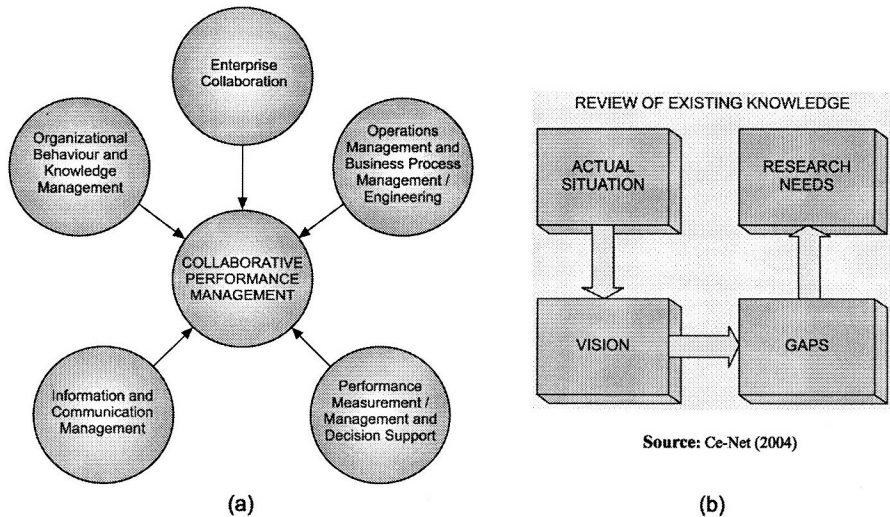 Enterprise
Collaboration
Organizational
Behaviour and
Knowledge
Management
Operations
Management and
Business Process
Management /
Engineering
COLLABORATIVE
PERFORMANCE
MANAGEMENT
Information and
Communication
Management
Performance
Measurement /
Management and
Decision Support
(a)
REVIEW OF EXISTING KNOWLEDGE
ACTUAL
SITUATION
RESEARCH
NEEDS
VISION
GAPS
Source: Ce-Net (2004)
(b)